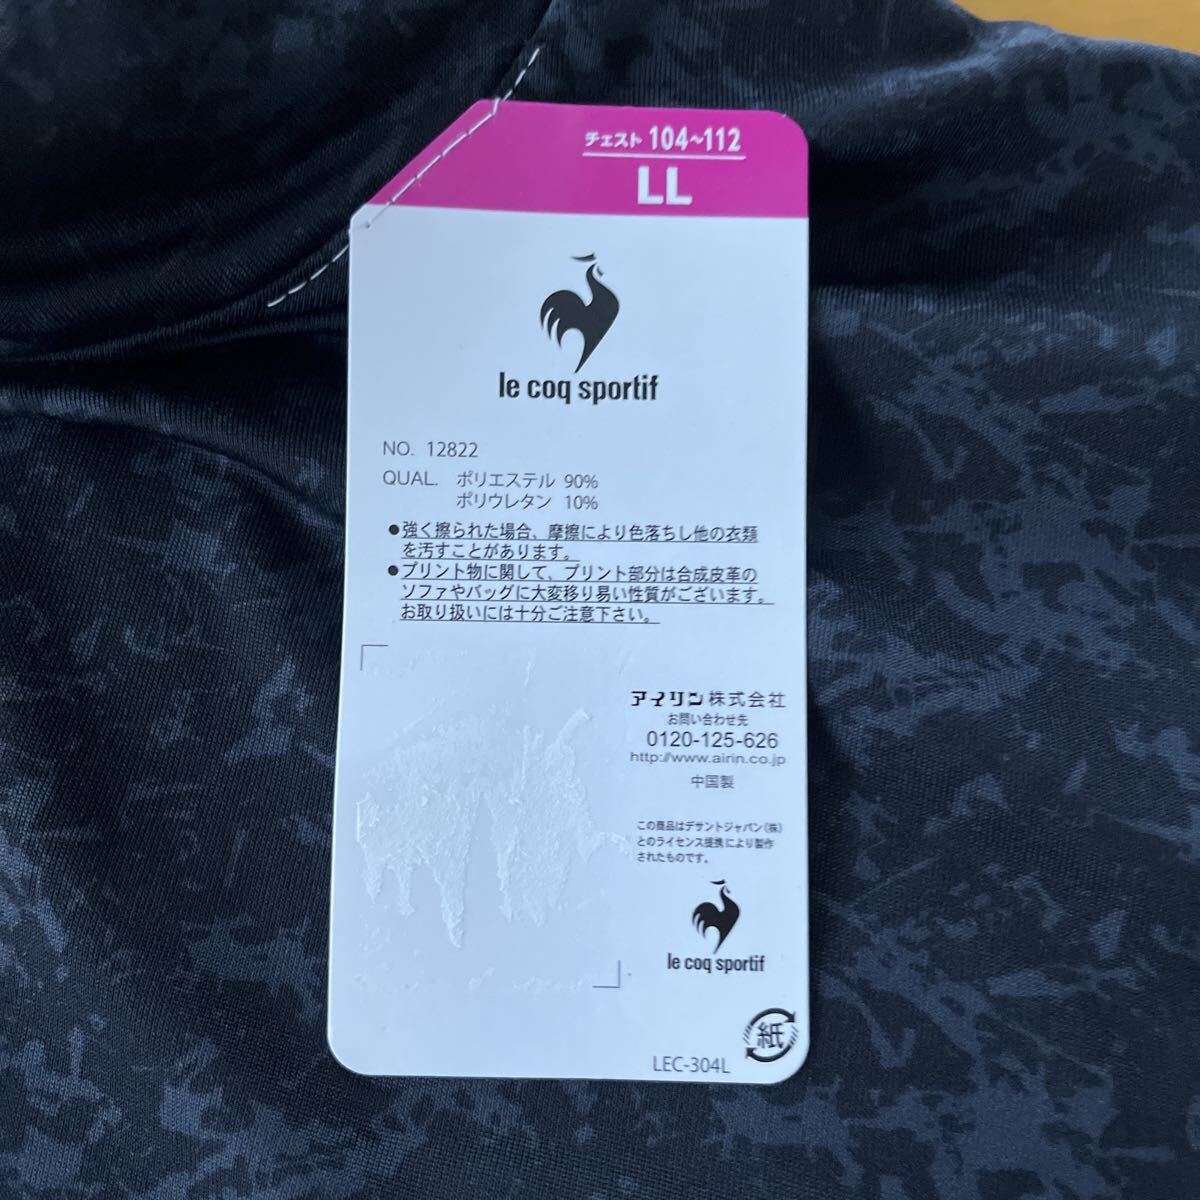 チェスト 104~112
LL
le coq sportif
NO. 12822
QUAL. ポリエステル 90%
ポリウレタン 10%
●強く擦られた場合、摩擦により色落ちし他の衣類
を汚すことがあります。
●プリント物に関して、プリント部分は合成皮革の
ソファやバッグに大変移り易い性質がございます。
お取り扱いには十分ご注意下さい。
アイリン株式会社
お問い合わせ先
0120-125-626
http://www.airin.co.jp
中国製
この商品はデサントジャパン(株)
とのライセンス提携により製作
されたものです。
le coq sportif
紙
LEC-304L